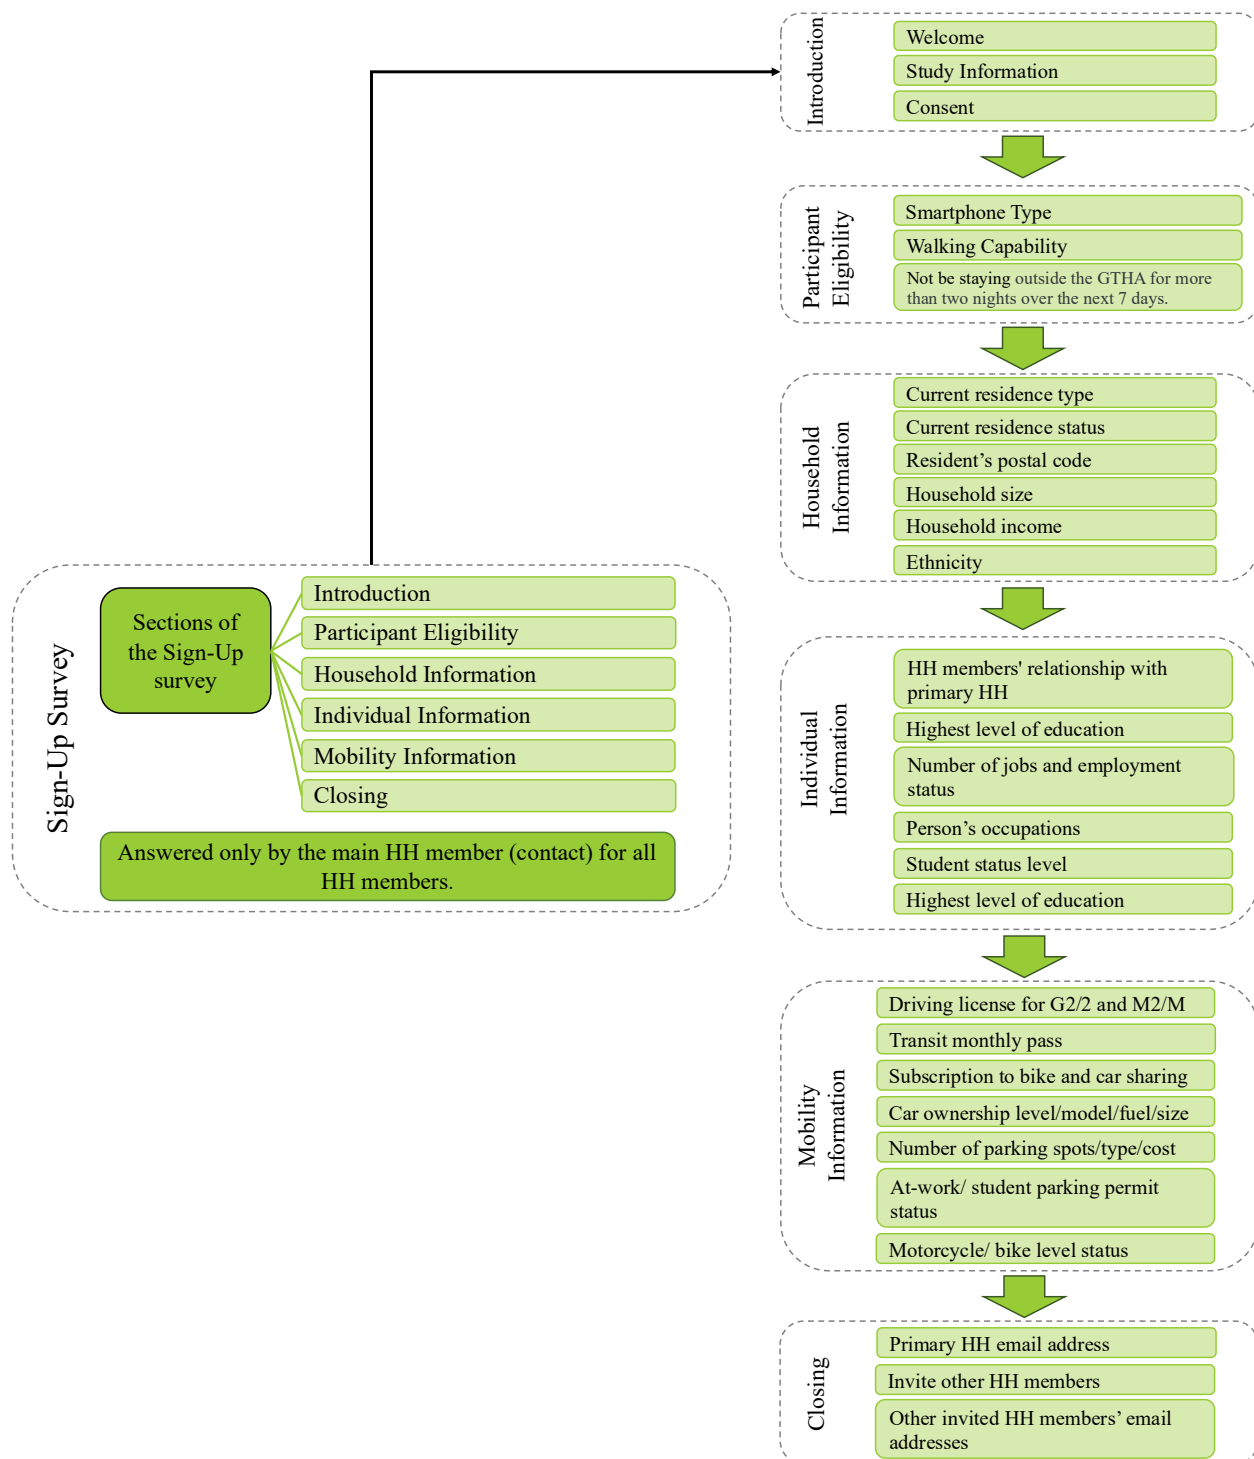 Sign-Up Survey
Sections of
the Sign-Up
survey
Introduction
Participant Eligibility
Household Information
Individual Information
Mobility Information
Closing
Answered only by the main HH member (contact) for all
HH members.
Introduction
Welcome
Study Information
Consent
Participant
Eligibility
Smartphone Type
Walking Capability
Not be staying outside the GTHA for more
than two nights over the next 7 days.
Household
Information
Current residence type
Current residence status
Resident’s postal code
Household size
Household income
Ethnicity
Individual
Information
HH members' relationship with
primary HH
Highest level of education
Number of jobs and employment
status
Person’s occupations
Student status level
Highest level of education
Mobility
Information
Driving license for G2/2 and M2/M
Transit monthly pass
Subscription to bike and car sharing
Car ownership level/model/fuel/size
Number of parking spots/type/cost
At-work/ student parking permit
status
Motorcycle/ bike level status
Closing
Primary HH email address
Invite other HH members
Other invited HH members’ email
addresses